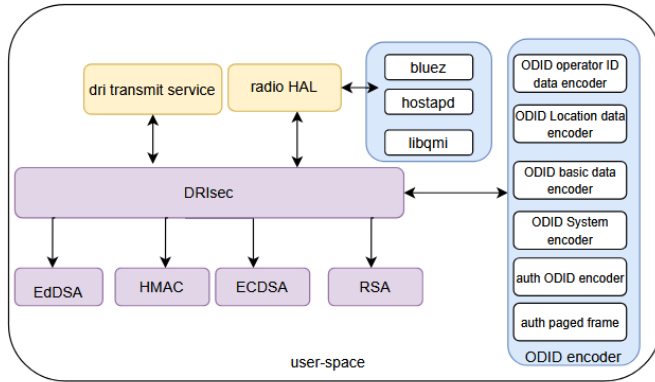 dri transmit service
radio HAL
bluez
hostapd
libqmi
ODID operator ID
data encoder
ODID Location data
encoder
ODID basic data
encoder
ODID System
encoder
auth ODID encoder
auth paged frame
ODID encoder
DRIsec
EdDSA
HMAC
ECDSA
RSA
user-space